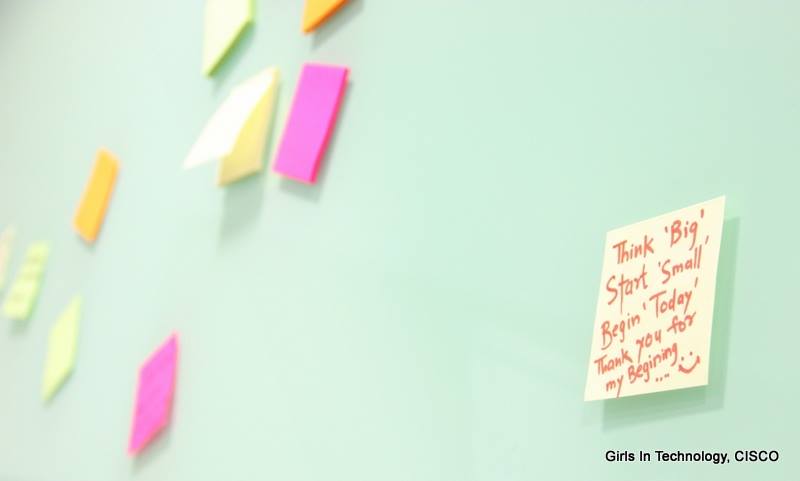 Think 'Big'
Start 'Small'
Begin 'Today'
Thank you for
my Begining..
....
Girls In Technology, CISCO